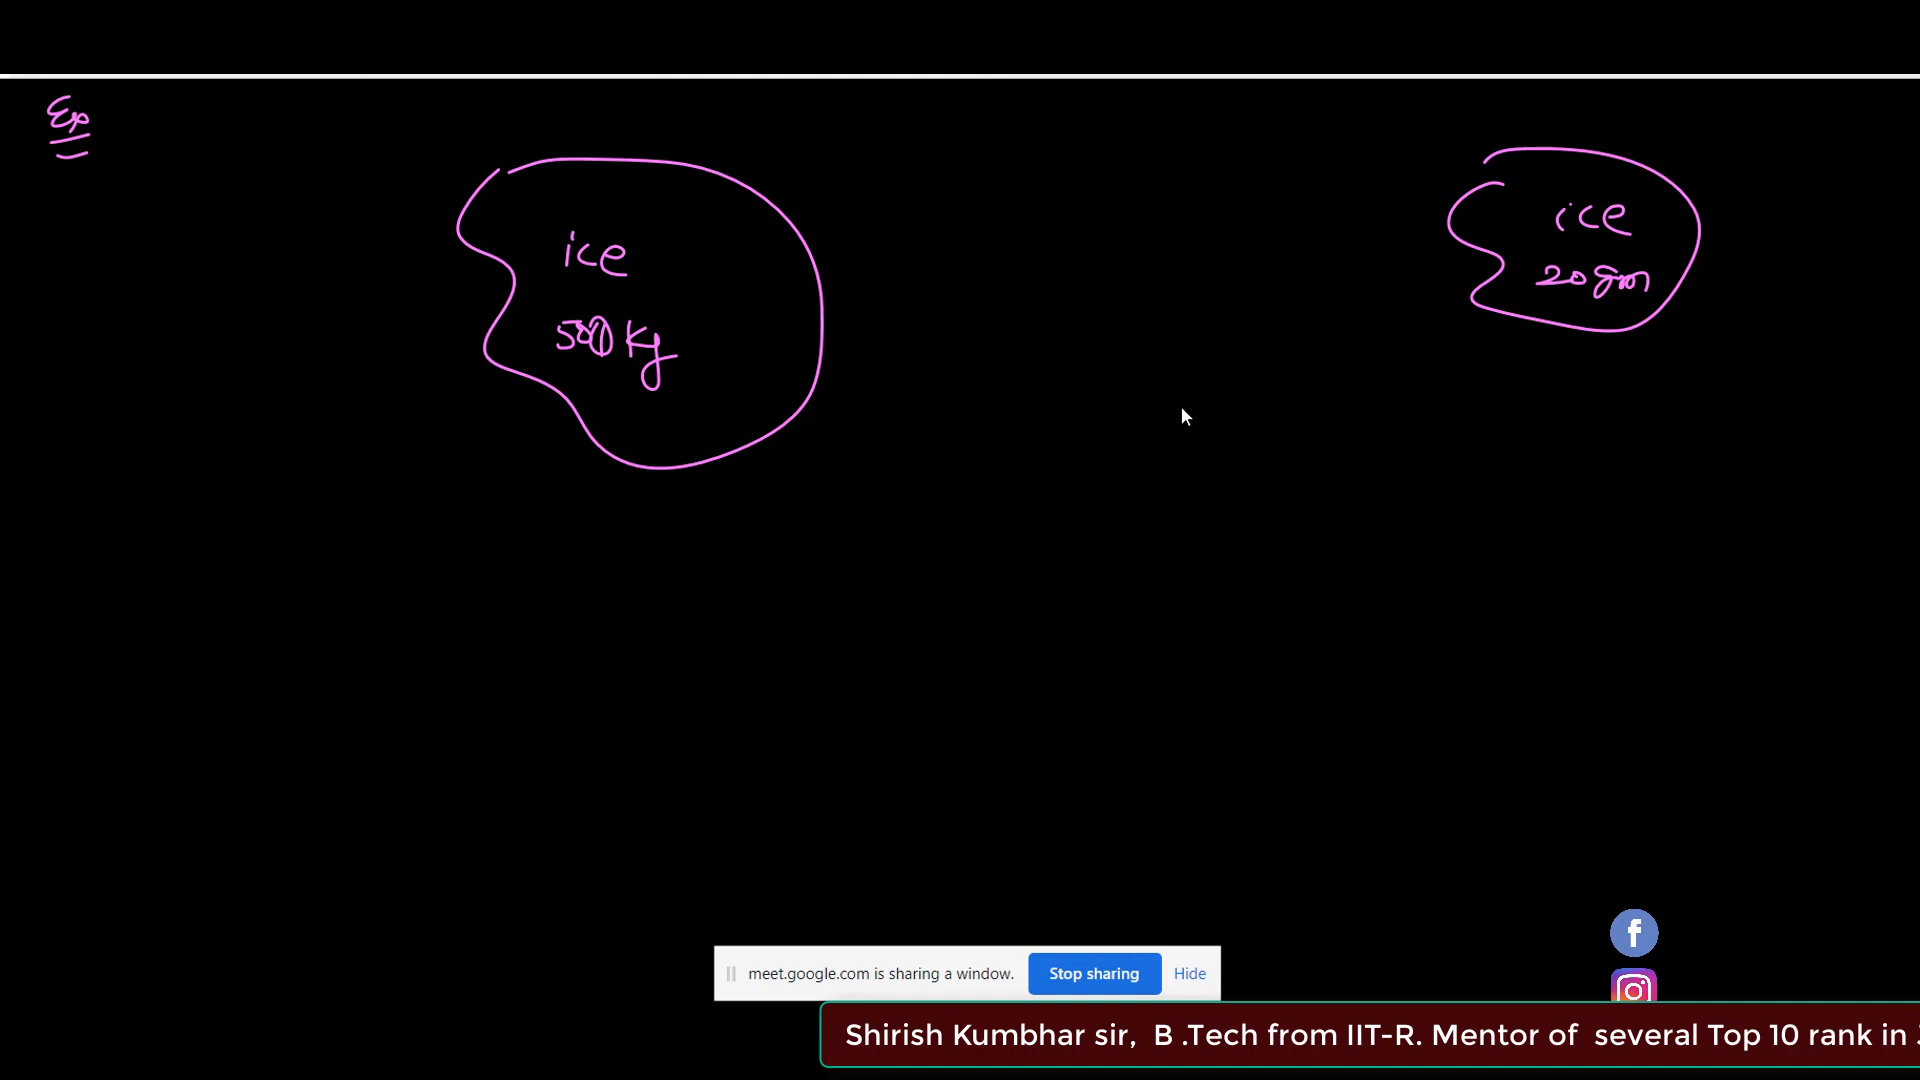 Ex
ice
500 Kg
ice
20 gm
meet.google.com is sharing a window. Stop sharing Hide
Shirish Kumbhar sir, B .Tech from IIT-R. Mentor of several Top 10 rank in